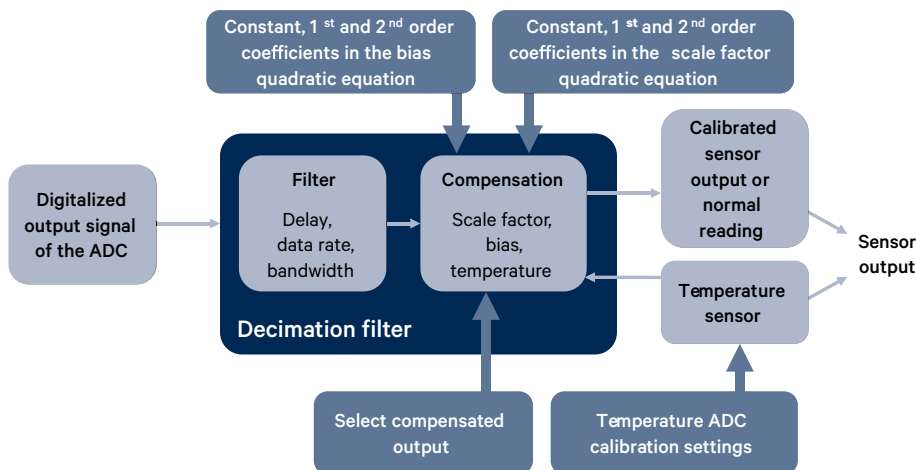 Constant, 1 st and 2 nd order
coefficients in the bias
quadratic equation
Constant, 1 st and 2 nd order
coefficients in the scale factor
quadratic equation
Digitalized
output signal
of the ADC
Filter
Delay,
data rate,
bandwidth
Compensation
Scale factor,
bias,
temperature
Decimation filter
Calibrated
sensor
output or
normal
reading
Temperature
sensor
Sensor
output
Select compensated
output
Temperature ADC
calibration settings